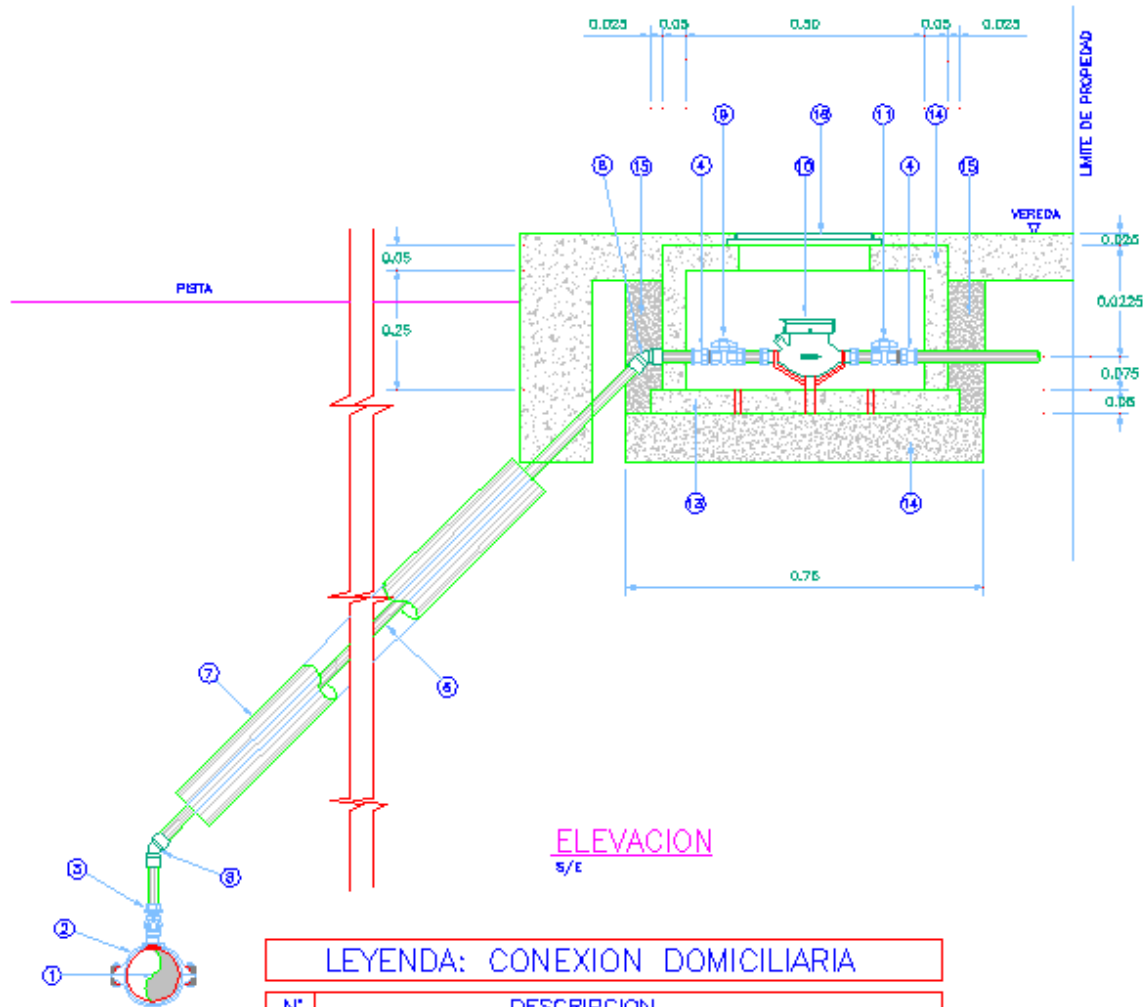 0.025 0.05 0.50 0.05 0.025
LIMITE DE PROPIEDAD
9 16 11 14
8 15 4 10 4 15
VEREDA
0.025
0.05
PISTA
0.0225
0.25
0.075
0.05
13 14
0.75
7
6
ELEVACION
S/E
3
8
2
1
LEYENDA: CONEXION DOMICILIARIA
N° DESCRIPCION